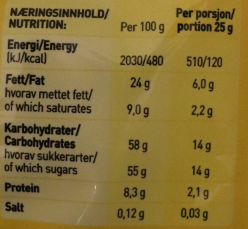 NÆRINGSINNHOLD/
NUTRITION: Per 100 g Per porsjon/
portion 25 g
Energi/Energy
(kJ/kcal) 2030/480 510/120
Fett/Fat 24 g 6,0 g
hvorav mettet fett/
of which saturates 9,0 g 2,2 g
Karbohydrater/
Carbohydrates 58 g 14 g
hvorav sukkerarter/
of which sugars 55 g 14 g
Protein 8,3 g 2,1 g
Salt 0,12 g 0,03 g